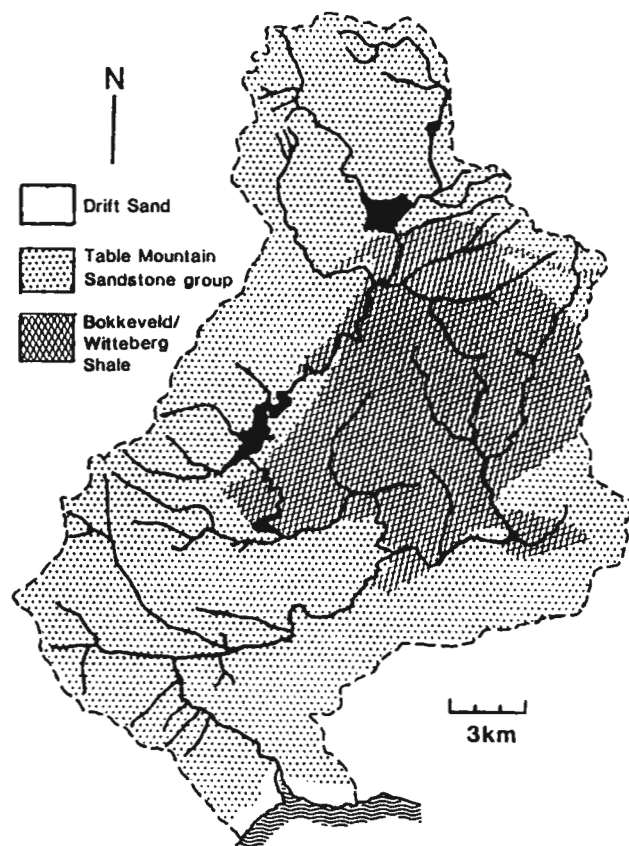 N
Drift Sand
Table Mountain
Sandstone group
Bokkeveld/
Witteberg
Shale
3km